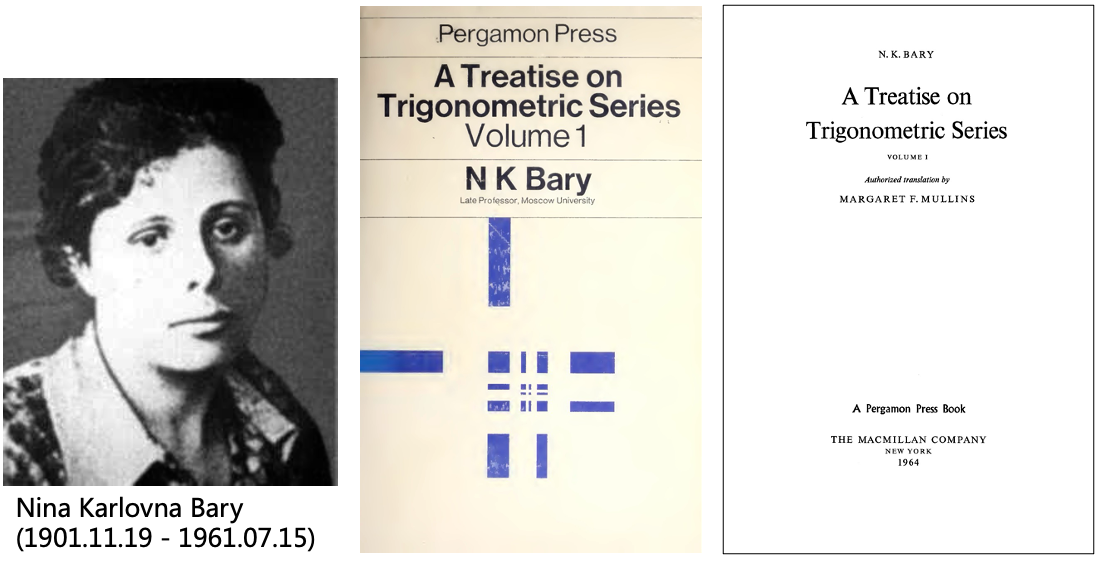 Nina Karlovna Bary
(1901.11.19 - 1961.07.15)
Pergamon Press
A Treatise on
Trigonometric Series
Volume 1
N K Bary
Late Professor, Moscow University
N. K. BARY
A Treatise on
Trigonometric Series
VOLUME I
Authorized translation by
MARGARET F. MULLINS
A Pergamon Press Book
THE MACMILLAN COMPANY
NEW YORK
1964